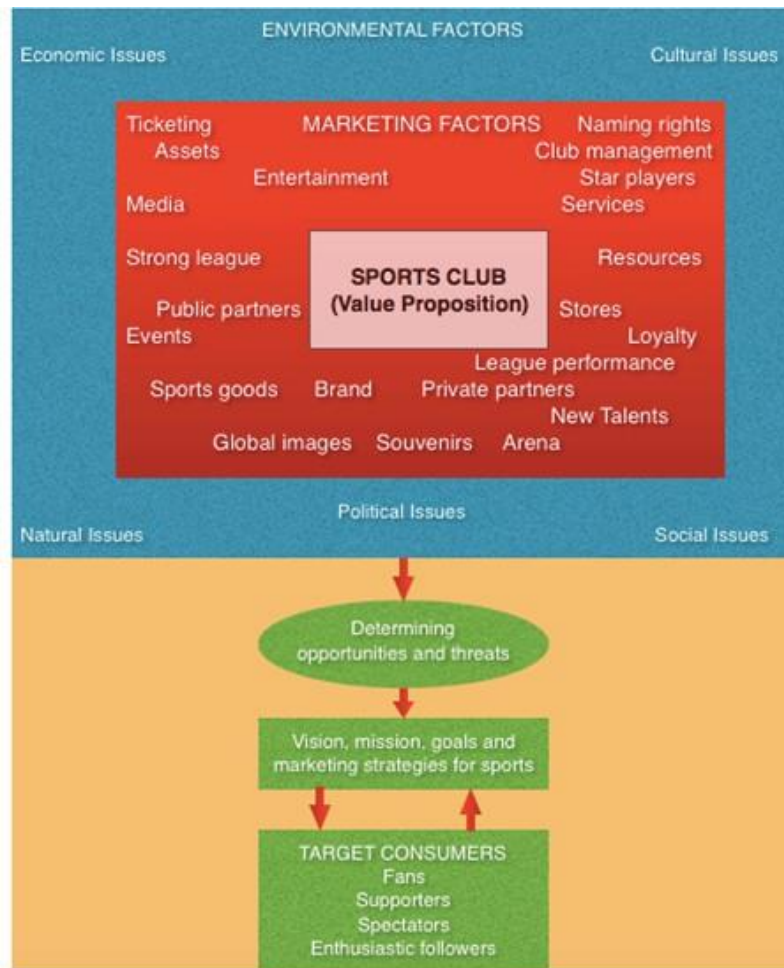 ENVIRONMENTAL FACTORS
Economic Issues
Cultural Issues
Ticketing
MARKETING FACTORS
Naming rights
Assets
Club management
Entertainment
Star players
Media
Services
Strong league
SPORTS CLUB
(Value Proposition)
Resources
Public partners
Stores
Events
Loyalty
League performance
Sports goods
Brand
Private partners
New Talents
Global images
Souvenirs
Arena
Political Issues
Natural Issues
Social Issues
Determining
opportunities and threats
Vision, mission, goals and
marketing strategies for sports
TARGET CONSUMERS
Fans
Supporters
Spectators
Enthusiastic followers